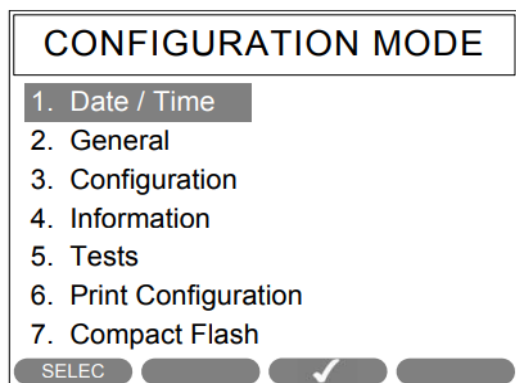 CONFIGURATION MODE
1. Date / Time
2. General
3. Configuration
4. Information
5. Tests
6. Print Configuration
7. Compact Flash
SELEC ✓